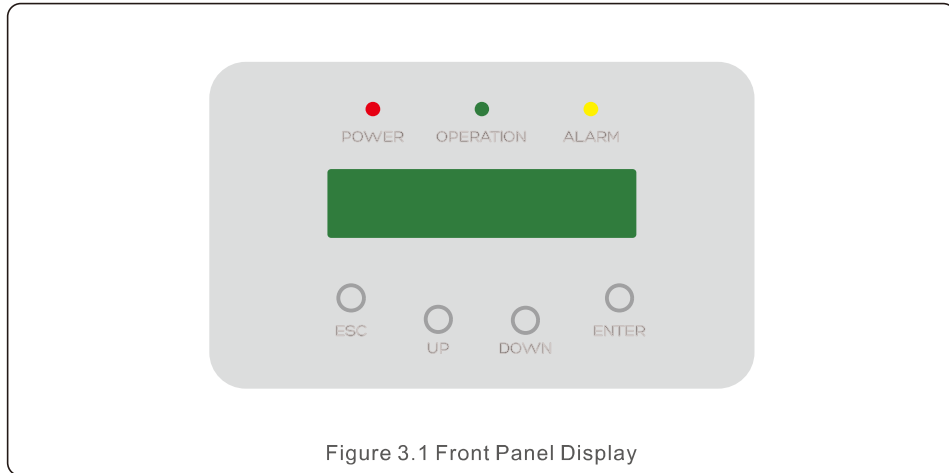 POWER OPERATION ALARM
ESC UP DOWN ENTER
Figure 3.1 Front Panel Display